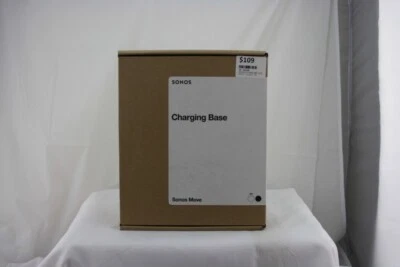 $109
SONOS
Charging Base
Sonos Move